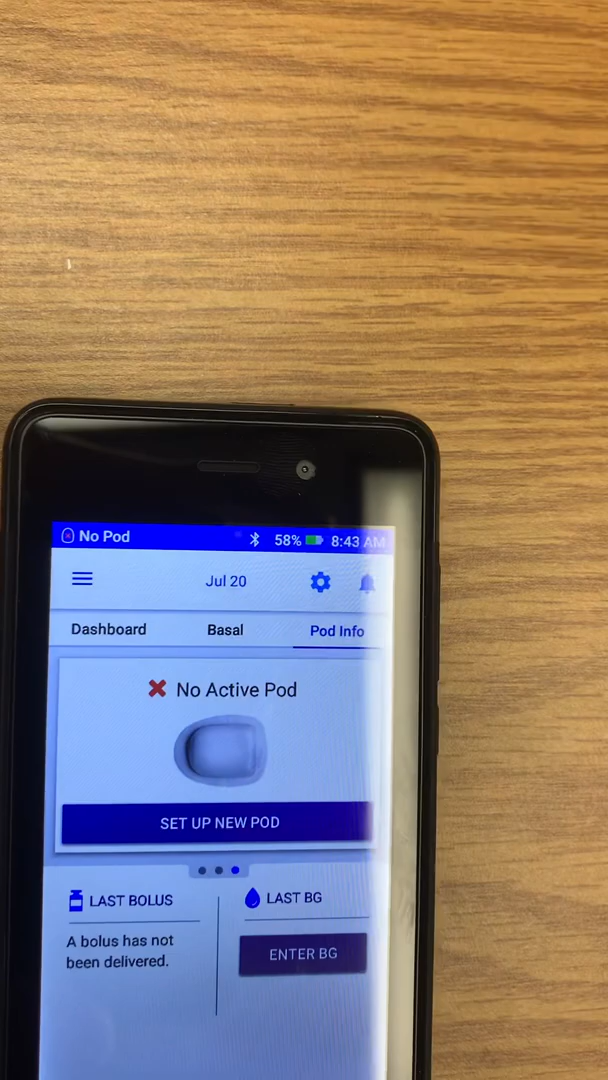 No Pod 58% 8:43 AM
Jul 20
Dashboard Basal Pod Info
No Active Pod
SET UP NEW POD
LAST BOLUS LAST BG
A bolus has not
been delivered.
ENTER BG